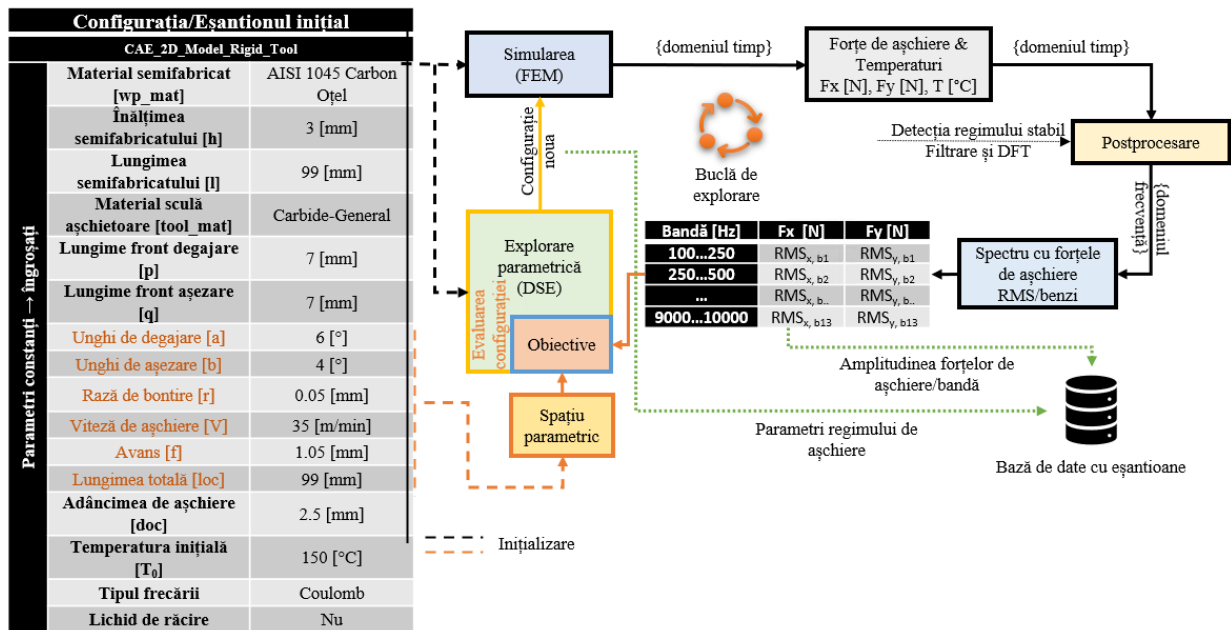 Configurația/Eșantionul inițial
CAE_2D_Model_Rigid_Tool
Parametri constanți → îngroșați
Material semifabricat
[wp_mat]
AISI 1045 Carbon
Oțel
Înălțimea
semifabricatului [h]
3 [mm]
Lungimea
semifabricatului [l]
99 [mm]
Material sculă
așchietoare [tool_mat]
Carbide-General
Lungime front degajare
[p]
7 [mm]
Lungime front așezare
[q]
7 [mm]
Unghi de degajare [a]
6 [°]
Unghi de așezare [b]
4 [°]
Rază de bontire [r]
0.05 [mm]
Viteză de așchiere [V]
35 [m/min]
Avans [f]
1.05 [mm]
Lungimea totală [loc]
99 [mm]
Adâncimea de așchiere
[doc]
2.5 [mm]
Temperatura inițială
[T₀]
150 [°C]
Tipul frecării
Coulomb
Lichid de răcire
Nu
Simularea
(FEM)
{domeniul timp}
Forțe de așchiere &
Temperaturi
Fx [N], Fy [N], T [°C]
{domeniul timp}
Detecția regimului stabil
Filtrare și DFT
Postprocesare
{domeniul
frecvență}
Buclă de
explorare
Configurație
noua
Explorare
parametrică
(DSE)
Evaluarea
configurației
Obiective
Spațiu
parametric
Bandă [Hz] Fx [N] Fy [N]
100...250 RMSx, b1 RMSy, b1
250...500 RMSx, b2 RMSy, b2
... RMSx, b.. RMSy, b..
9000...10000 RMSx, b13 RMSy, b13
Spectru cu forțele
de așchiere
RMS/benzi
Amplitudinea forțelor de
așchiere/bandă
Parametri regimului de
așchiere
Bază de date cu eșantioane
Inițializare